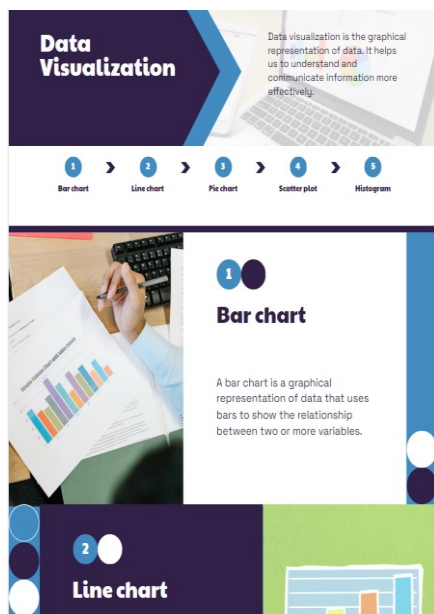 Data
Visualization
Data visualization is the graphical
representation of data. It helps
us to understand and
communicate information more
effectively.
1
2
3
4
5
Bar chart
Line chart
Pie chart
Scatter plot
Histogram
1
Bar chart
A bar chart is a graphical
representation of data that uses
bars to show the relationship
between two or more variables.
2
Line chart